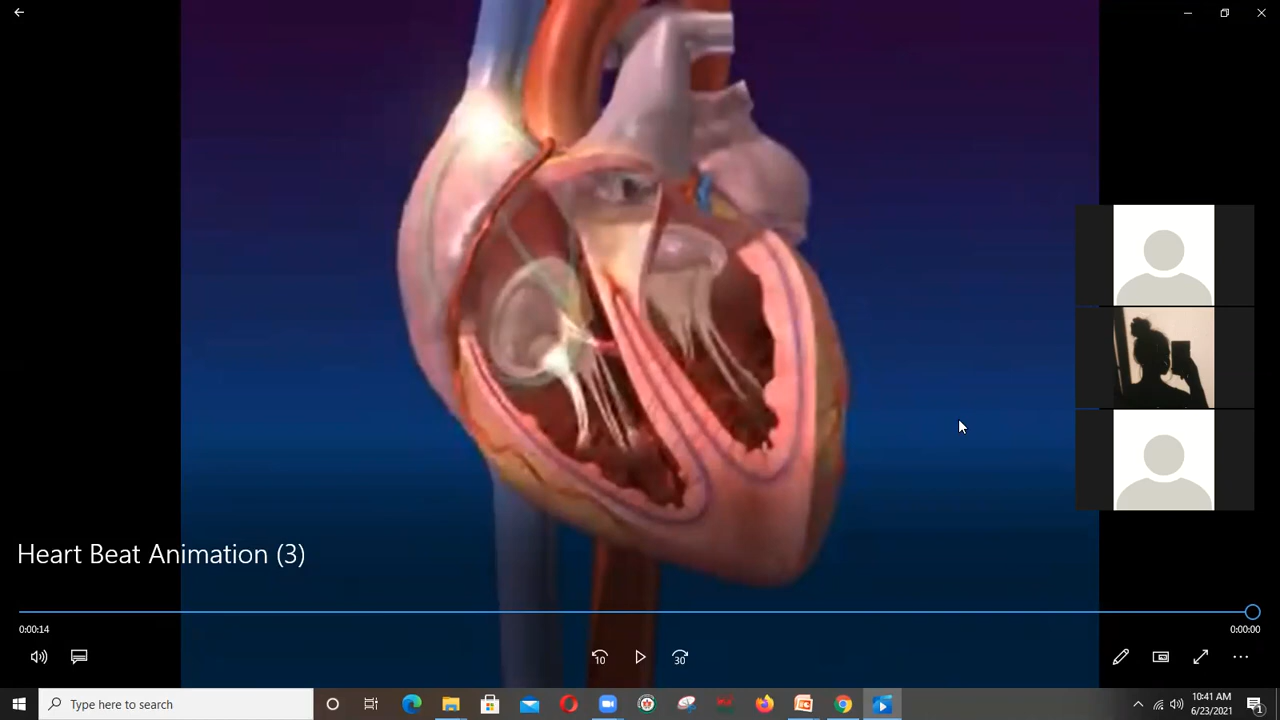 Heart Beat Animation (3)
0:00:14
0:00:00
10
30
Type here to search
10:41 AM
6/23/2021
1